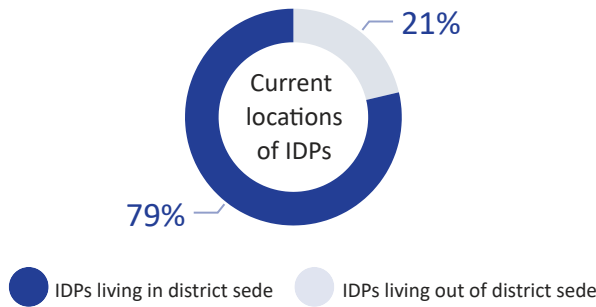 21%
Current
locations
of IDPs
79%
IDPs living in district sede
IDPs living out of district sede